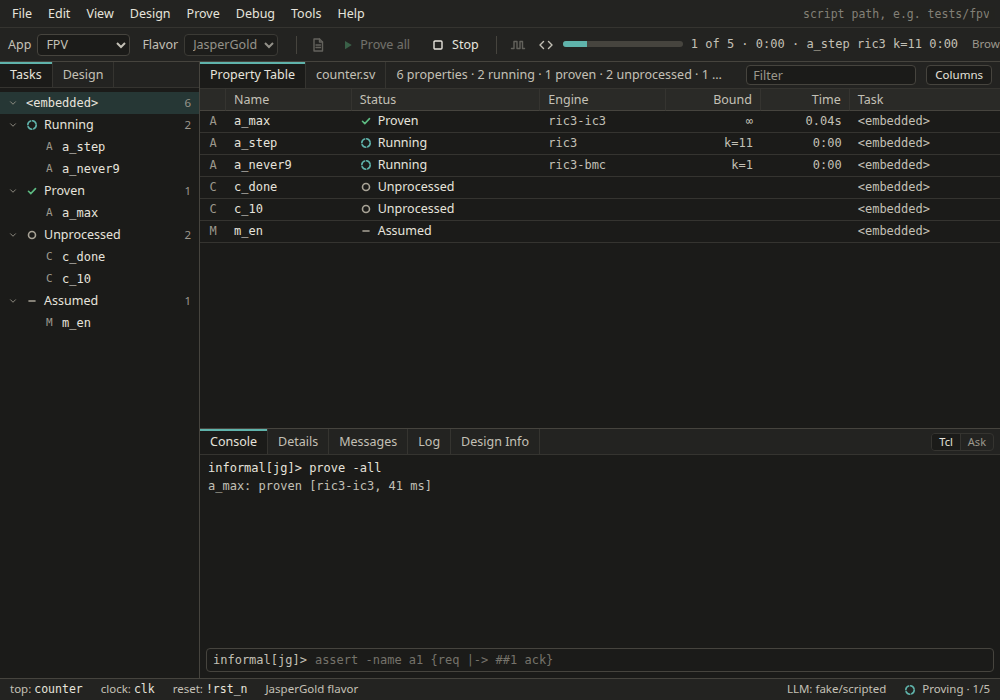 File Edit View Design Prove Debug Tools Help script path, e.g. tests/fpv
App FPV Flavor JasperGold Prove all Stop 1 of 5 · 0:00 · a_step ric3 k=11 0:00 Brow
Tasks Design Property Table counter.sv 6 properties · 2 running · 1 proven · 2 unprocessed · 1 ... Filter Columns
<embedded> 6
Running 2
A a_step
A a_never9
Proven 1
A a_max
Unprocessed 2
C c_done
C c_10
Assumed 1
M m_en
Name Status Engine Bound Time Task
A a_max Proven ric3-ic3 ∞ 0.04s <embedded>
A a_step Running ric3 k=11 0:00 <embedded>
A a_never9 Running ric3-bmc k=1 0:00 <embedded>
C c_done Unprocessed <embedded>
C c_10 Unprocessed <embedded>
M m_en Assumed <embedded>
Console Details Messages Log Design Info Tcl Ask
informal[jg]> prove -all
a_max: proven [ric3-ic3, 41 ms]
informal[jg]> assert -name a1 {req |-> ##1 ack}
top: counter clock: clk reset: !rst_n JasperGold flavor LLM: fake/scripted Proving · 1/5